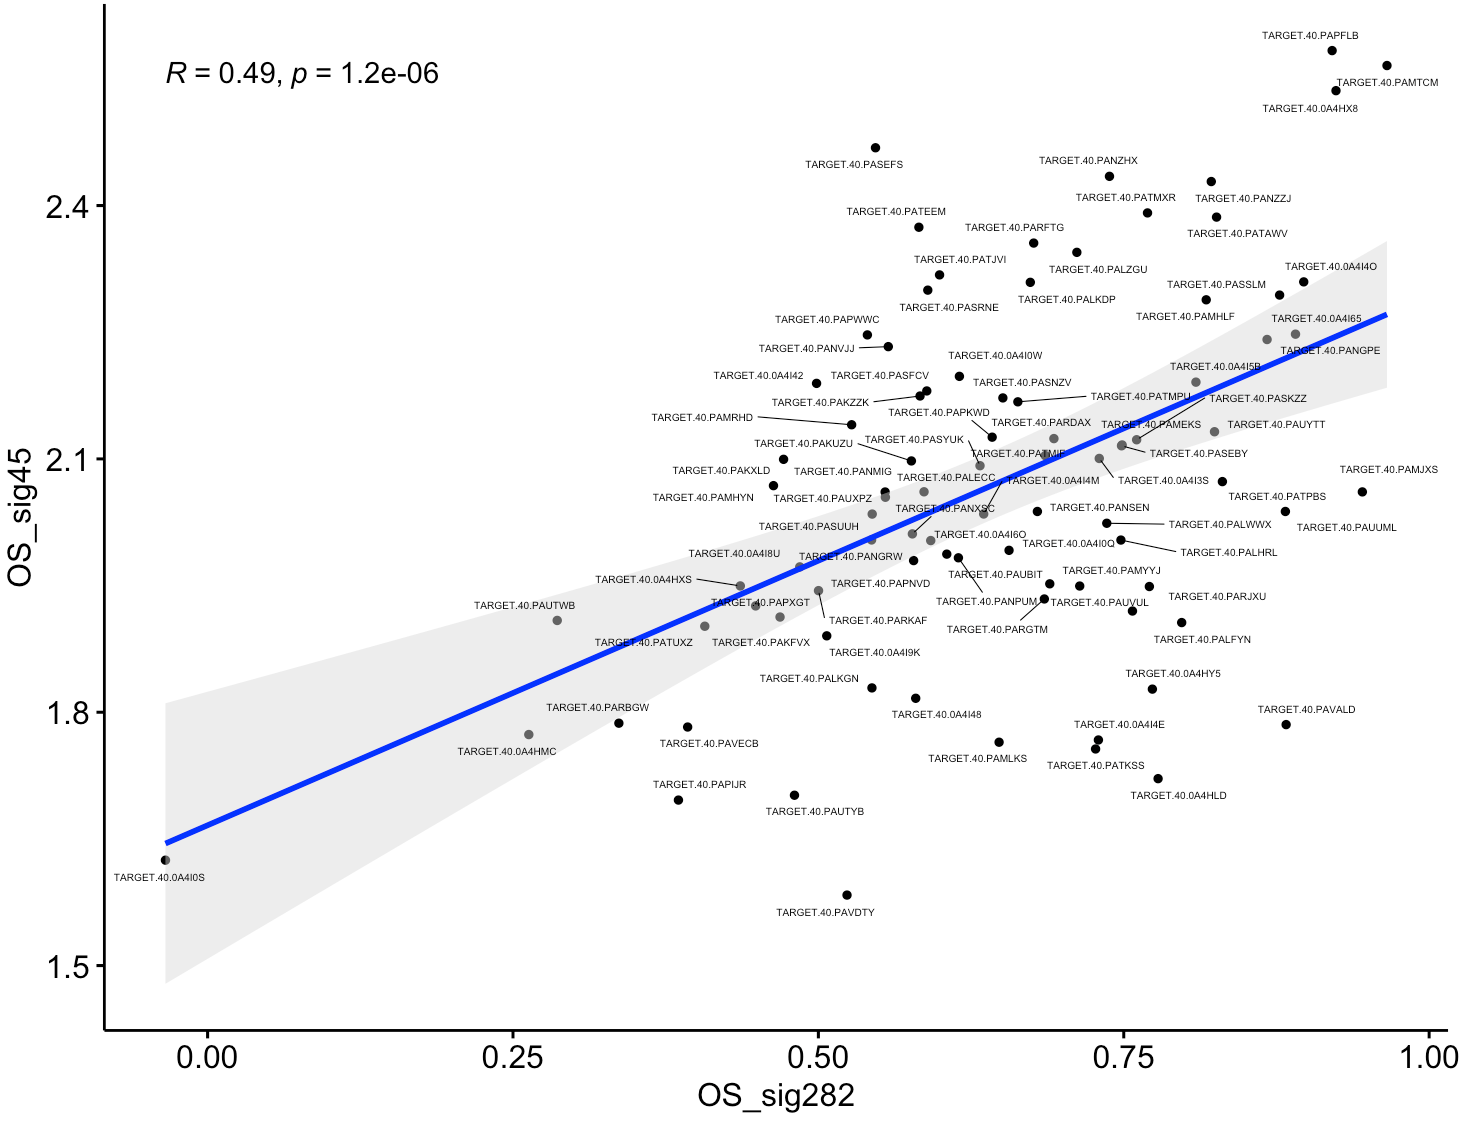 TARGET.40.PAPFLB
R = 0.49, p = 1.2e-06
TARGET.40.PAMTCM
TARGET.40.0A4HX8
TARGET.40.PASEFS
TARGET.40.PANZHX
TARGET.40.PATMXR
TARGET.40.PANZZJ
2.4
TARGET.40.PATEEM
TARGET.40.PARFTG
TARGET.40.PATAWV
TARGET.40.PATJVI
TARGET.40.PALZGU
TARGET.40.0A4I4O
TARGET.40.PASSLM
TARGET.40.PALKDP
TARGET.40.PASRNE
TARGET.40.PAMHLF
TARGET.40.PAPWWC
TARGET.40.0A4I65
TARGET.40.PANVJJ
TARGET.40.PANGPE
TARGET.40.0A4I0W
TARGET.40.0A4I5B
TARGET.40.0A4I42
TARGET.40.PASFCV
TARGET.40.PASNZV
TARGET.40.PATMPU
TARGET.40.PASKZZ
TARGET.40.PAKZZK
TARGET.40.PAPKWD
TARGET.40.PAMRHD
TARGET.40.PARDAX
TARGET.40.PAMEKS
TARGET.40.PAUYTT
TARGET.40.PAKUZU
TARGET.40.PASYUK
2.1
TARGET.40.PATMIF
TARGET.40.PASEBY
TARGET.40.PAKXLD
TARGET.40.PANMIG
TARGET.40.PAMJXS
TARGET.40.PALECC
TARGET.40.0A4I4M
TARGET.40.0A4I3S
TARGET.40.PAMHYN
TARGET.40.PAUXPZ
TARGET.40.PATPBS
TARGET.40.PANXSC
TARGET.40.PANSEN
TARGET.40.PASUUH
TARGET.40.PALWWX
TARGET.40.PAUUML
TARGET.40.0A4I6O
TARGET.40.0A4I0Q
TARGET.40.0A4I8U
TARGET.40.PANGRW
TARGET.40.PALHRL
TARGET.40.0A4HXS
TARGET.40.PAPNVD
TARGET.40.PAUBIT
TARGET.40.PAMYYJ
TARGET.40.PARJXU
TARGET.40.PAUTWB
TARGET.40.PAPXGT
TARGET.40.PANPUM
TARGET.40.PAUVUL
TARGET.40.PARKAF
TARGET.40.PARGTM
TARGET.40.PATUXZ
TARGET.40.PAKFVX
TARGET.40.PALFYN
TARGET.40.0A4I9K
TARGET.40.PALKGN
TARGET.40.0A4HY5
TARGET.40.PARBGW
TARGET.40.0A4I48
TARGET.40.PAVALD
1.8
TARGET.40.0A4I4E
TARGET.40.0A4HMC
TARGET.40.PAVECB
TARGET.40.PAMLKS
TARGET.40.PATKSS
TARGET.40.PAPIJR
TARGET.40.0A4HLD
TARGET.40.PAUTYB
TARGET.40.0A4I0S
TARGET.40.PAVDTY
1.5
OS_sig45
0.00 0.25 0.50 0.75 1.00
OS_sig282